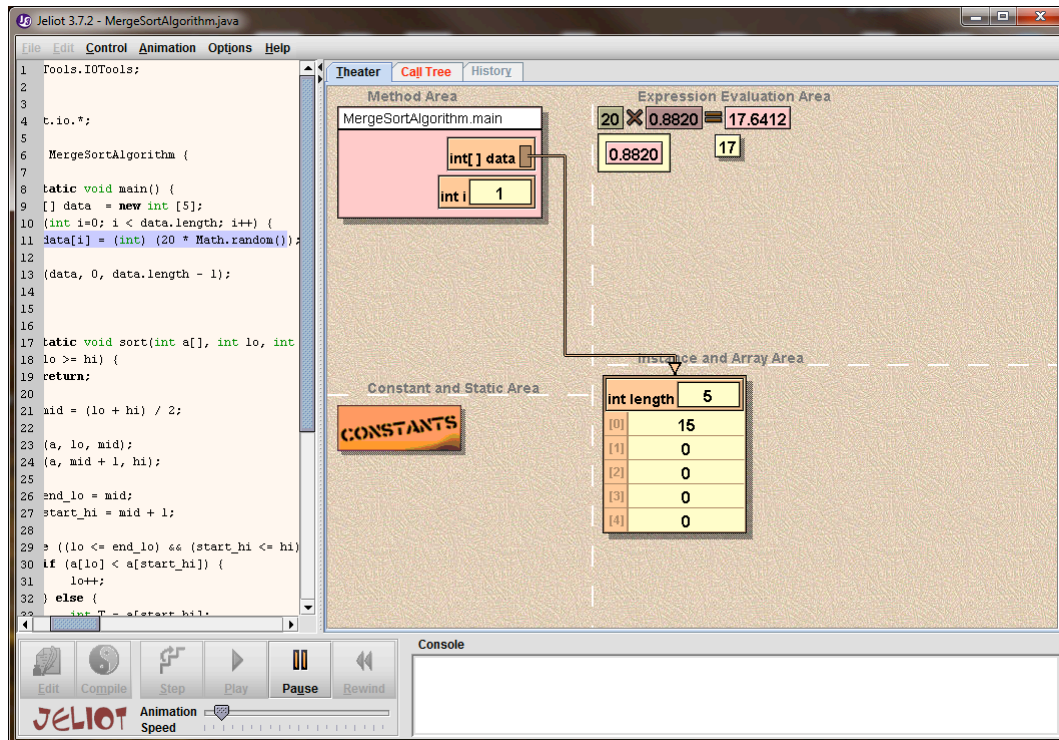 Jeliot 3.7.2 - MergeSortAlgorithm.java
File Edit Control Animation Options Help
1 Tools.IOTools;
2
3
4 t.io.*;
5
6 MergeSortAlgorithm {
7
8 tatic void main() {
9 [] data = new int [5];
10 (int i=0; i < data.length; i++) {
11 data[i] = (int) (20 * Math.random());
12
13 (data, 0, data.length - 1);
14
15
16
17 tatic void sort(int a[], int lo, int
18 lo >= hi) {
19 return;
20
21 mid = (lo + hi) / 2;
22
23 (a, lo, mid);
24 (a, mid + 1, hi);
25
26 end_lo = mid;
27 start_hi = mid + 1;
28
29 e ((lo <= end_lo) && (start_hi <= hi)
30 if (a[lo] < a[start_hi]) {
31 lo++;
32 } else {
33 int T = a[start_hi];
Theater Call Tree History
Method Area
MergeSortAlgorithm.main
int[] data
int i 1
Expression Evaluation Area
20 × 0.8820 = 17.6412
0.8820 17
Constant and Static Area
CONSTANTS
Instance and Array Area
int length 5
[0] 15
[1] 0
[2] 0
[3] 0
[4] 0
Edit Compile Step Play Pause Rewind
JELIOT
Animation Speed
Console